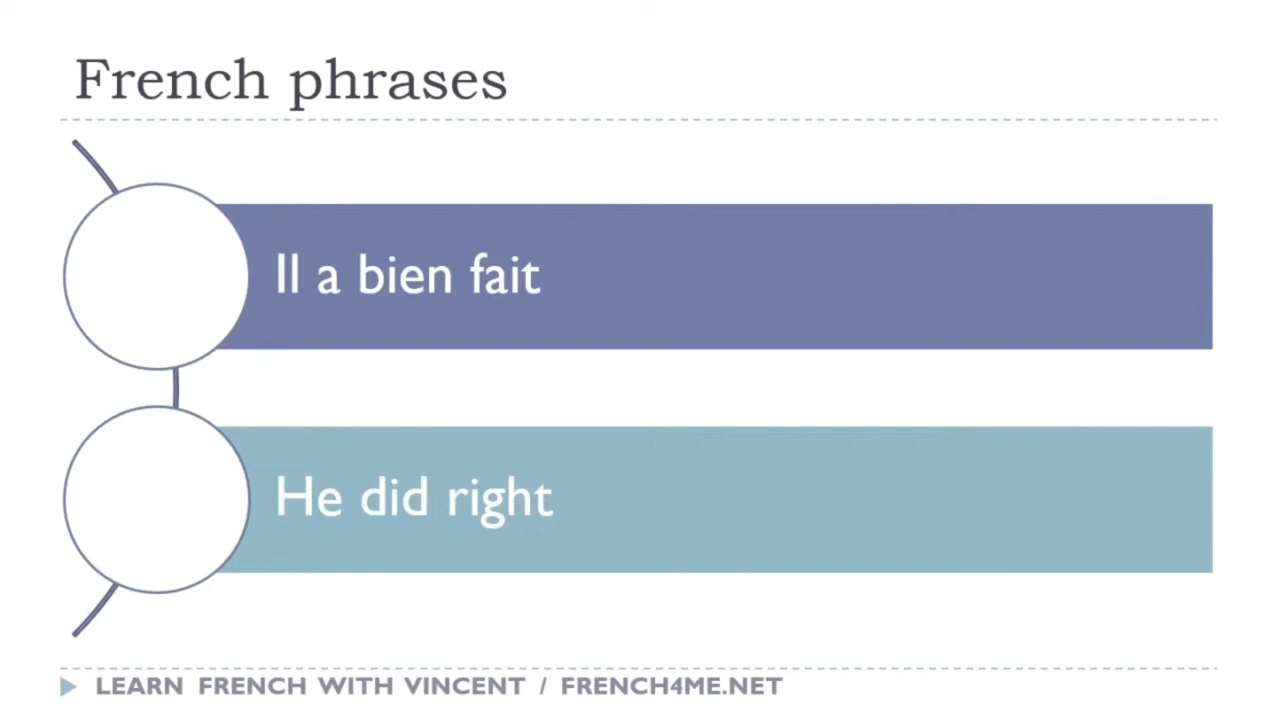 French phrases
Il a bien fait
He did right
LEARN FRENCH WITH VINCENT / FRENCH4ME.NET